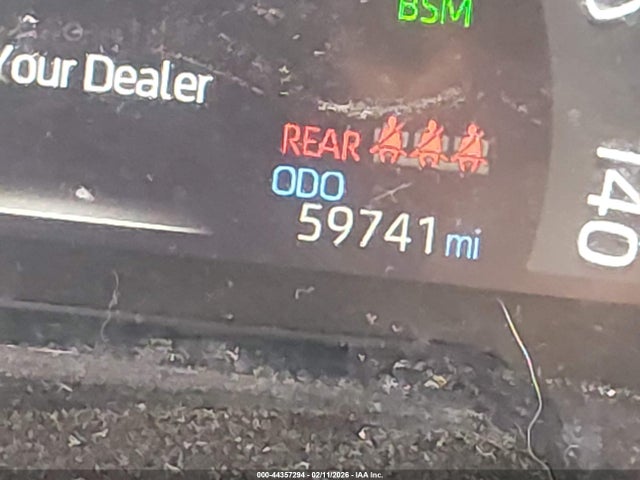 BSM
Your Dealer
REAR
ODO
59741 mi
140
000-44357294 - 02/11/2026 - IAA Inc.